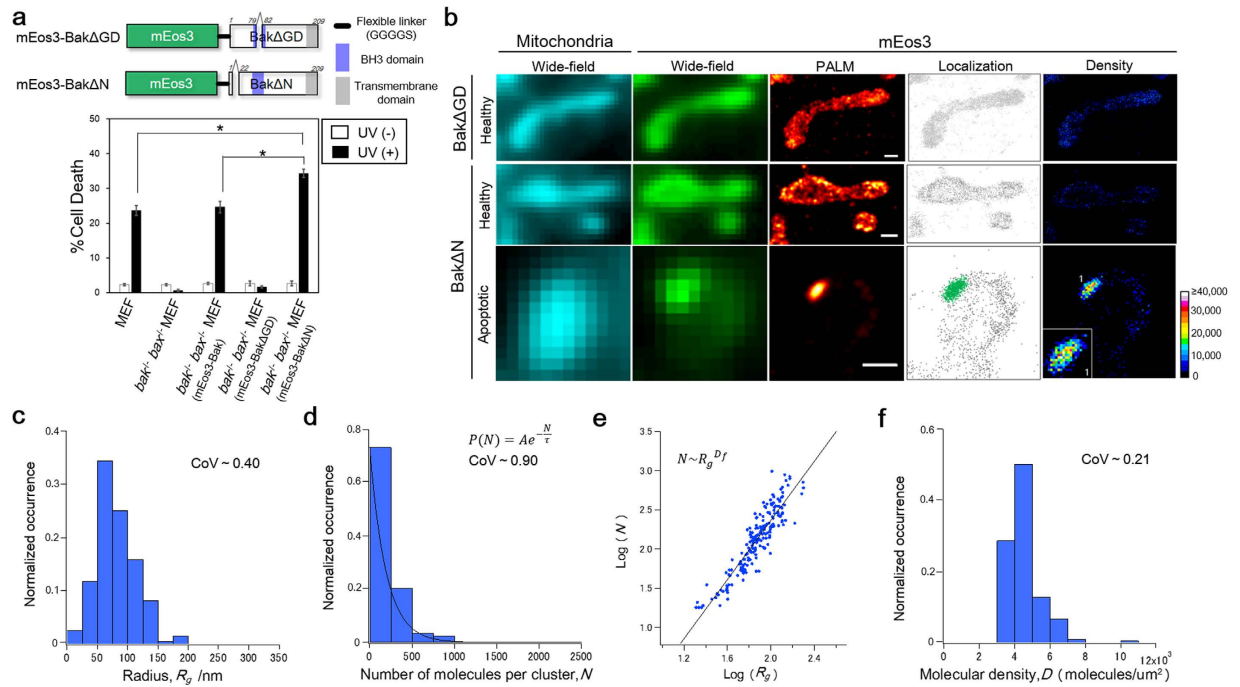 a
mEos3-BakΔGD
mEos3
1
79
82
209
BakΔGD
mEos3-BakΔN
mEos3
1
22
209
BakΔN
Flexible linker
(GGGGS)
BH3 domain
Transmembrane
domain
% Cell Death
60
50
40
30
20
10
0
*
*
UV (-)
UV (+)
MEF
bak-/- bax-/- MEF
bak-/- bax-/- MEF
(mEos3-Bak)
bak-/- bax-/- MEF
(mEos3-BakΔGD)
bak-/- bax-/- MEF
(mEos3-BakΔN)
b
Mitochondria
mEos3
Wide-field
Wide-field
PALM
Localization
Density
BakΔGD
Healthy
BakΔN
Healthy
Apoptotic
1
1
≥40,000
30,000
20,000
10,000
0
c
Normalized occurrence
0.4
0.3
0.2
0.1
0
CoV ~ 0.40
0 50 100 150 200 250 300 350
Radius, Rg /nm
d
Normalized occurrence
0.8
0.6
0.4
0.2
0.0
P(N) = Ae^-N/τ
CoV ~ 0.90
0 500 1000 1500 2000 2500
Number of molecules per cluster, N
e
Log (N)
3.5
3.0
2.5
2.0
1.5
1.0
N~Rg^Df
1.2 1.6 2.0 2.4
Log (Rg)
f
Normalized occurrence
0.6
0.4
0.2
0
CoV ~ 0.21
0 2 4 6 8 10 12×10³
Molecular density, D (molecules/um²)